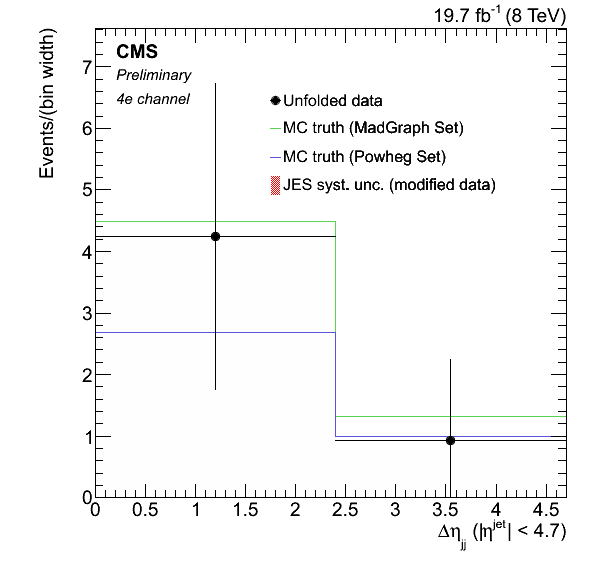 19.7 fb-1 (8 TeV)
Events/(bin width)
CMS
Preliminary
4e channel
Unfolded data
MC truth (MadGraph Set)
MC truth (Powheg Set)
JES syst. unc. (modified data)
7
6
5
4
3
2
1
0
0 0.5 1 1.5 2 2.5 3 3.5 4 4.5
Δηjj (|ηjet| < 4.7)